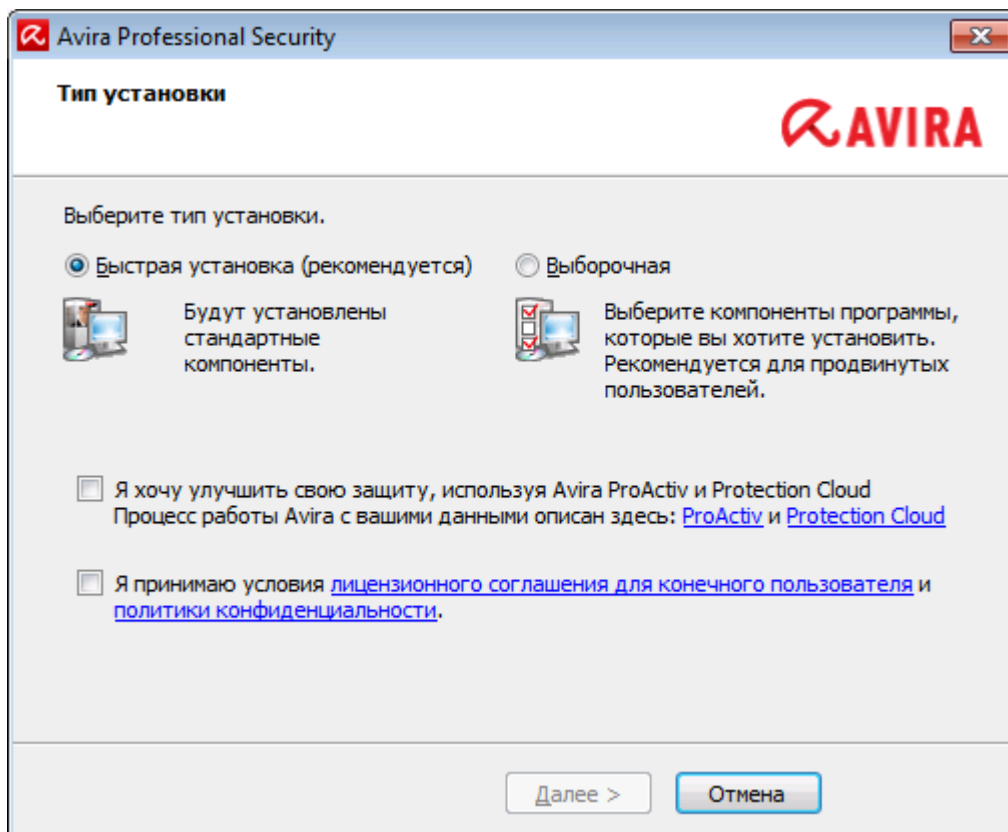 Avira Professional Security
Тип установки
AVIRA
Выберите тип установки.
Быстрая установка (рекомендуется)
Выборочная
Будут установлены
стандартные
компоненты.
Выберите компоненты программы,
которые вы хотите установить.
Рекомендуется для продвинутых
пользователей.
Я хочу улучшить свою защиту, используя Avira ProActiv и Protection Cloud
Процесс работы Avira с вашими данными описан здесь: ProActiv и Protection Cloud
Я принимаю условия лицензионного соглашения для конечного пользователя и
политики конфиденциальности.
Далее >
Отмена